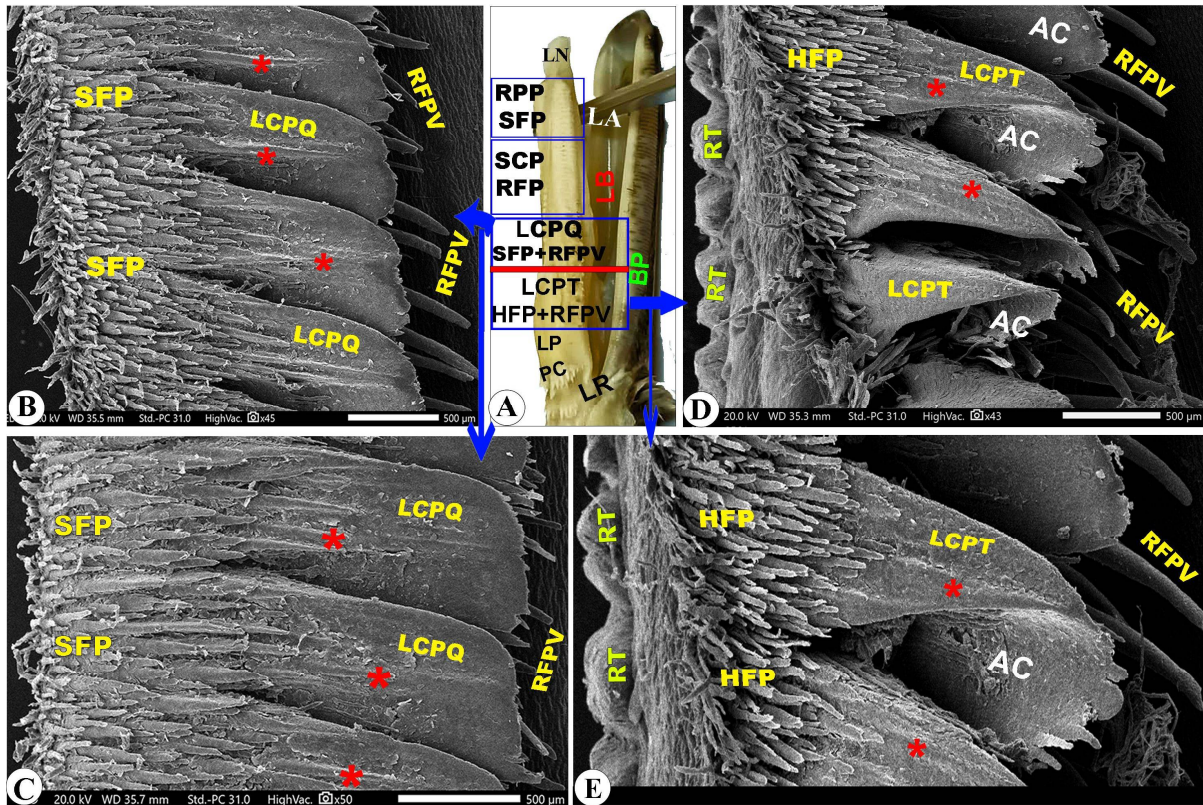 SFP
LCPQ
RFPV
*
*
SFP
RFPV
*
LCPQ
B
.0 kV WD 35.5 mm Std.-PC 31.0 HighVac. x45 500 µm
LN
RPP
SFP
LA
SCP
RFP
LB
LCPQ
SFP+RFPV
BP
LCPT
HFP+RFPV
LP
PC
LR
A
AC
HFP
LCPT
RFPV
*
AC
RT
*
LCPT
RT
RFPV
AC
D
20.0 kV WD 35.3 mm Std.-PC 31.0 HighVac. x43 500 µm
LCPQ
SFP
*
LCPQ
SFP
RFPV
*
*
C
20.0 kV WD 35.7 mm Std.-PC 31.0 HighVac. x50 500 µm
RT
HFP
LCPT
RFPV
*
AC
RT
HFP
*
E